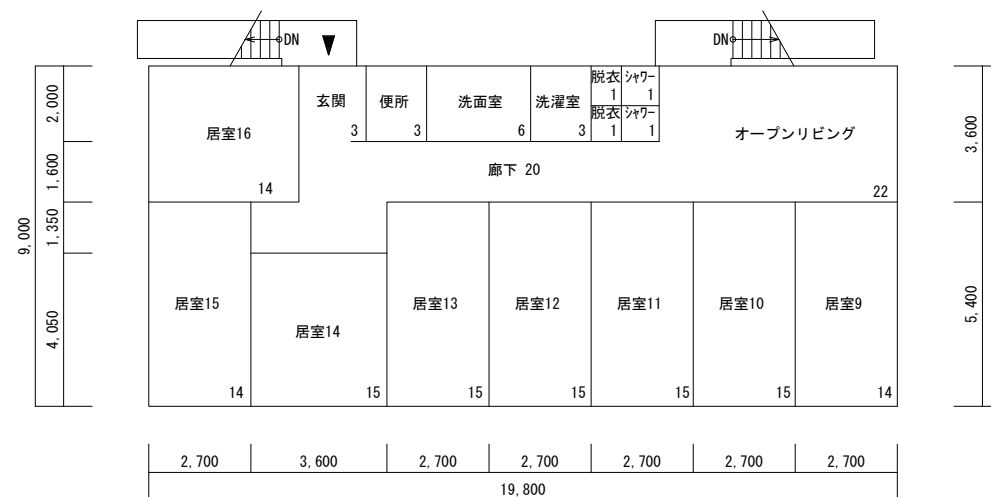 DN
DN
2,000
1,600
1,350
4,050
9,000
居室16
14
玄関
3
便所
3
洗面室
6
洗濯室
3
脱衣
1
シャワー
1
脱衣
1
シャワー
1
オープンリビング
22
廊下 20
3,600
5,400
居室15
14
居室14
15
居室13
15
居室12
15
居室11
15
居室10
15
居室9
14
2,700
3,600
2,700
2,700
2,700
2,700
2,700
19,800